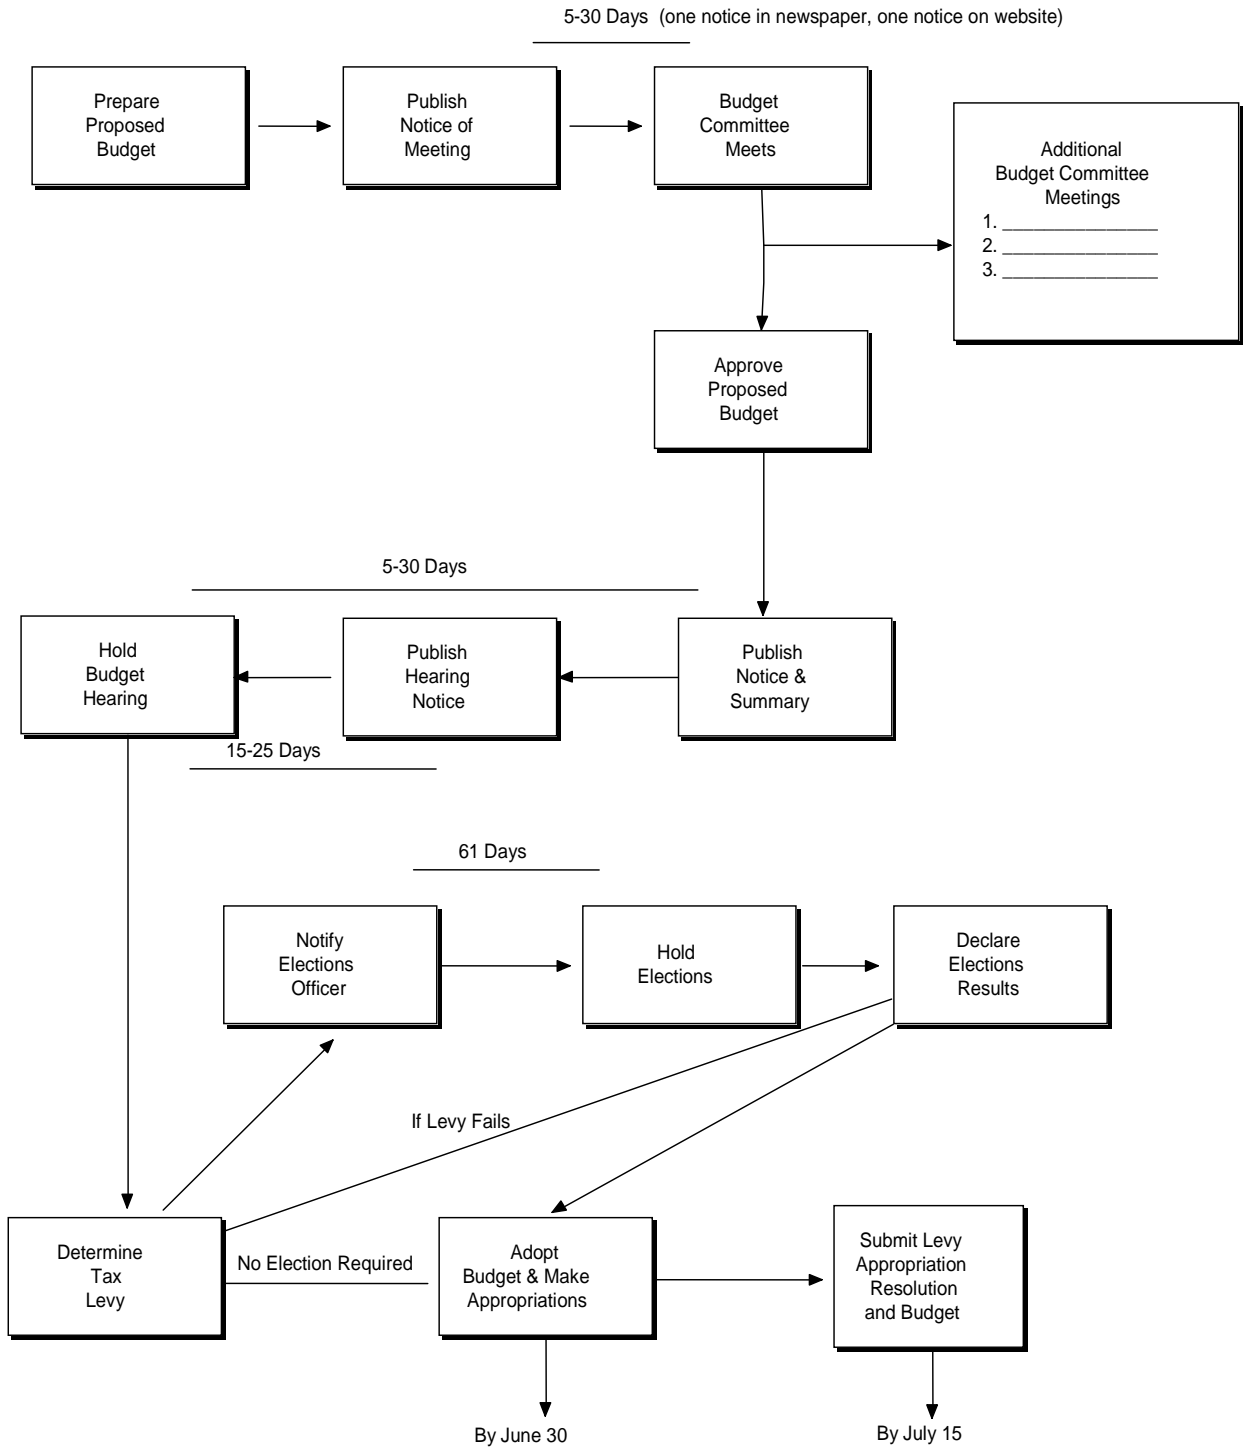 5-30 Days  (one notice in newspaper, one notice on website)
Prepare
Proposed
Budget
Publish
Notice of
Meeting
Budget
Committee
Meets
Additional
Budget Committee
Meetings
1. ________________
2. ________________
3. ________________
Approve
Proposed
Budget
5-30 Days
Hold
Budget
Hearing
Publish
Hearing
Notice
Publish
Notice &
Summary
15-25 Days
61 Days
Notify
Elections
Officer
Hold
Elections
Declare
Elections
Results
If Levy Fails
Determine
Tax
Levy
No Election Required
Adopt
Budget & Make
Appropriations
Submit Levy
Appropriation
Resolution
and Budget
By June 30
By July 15